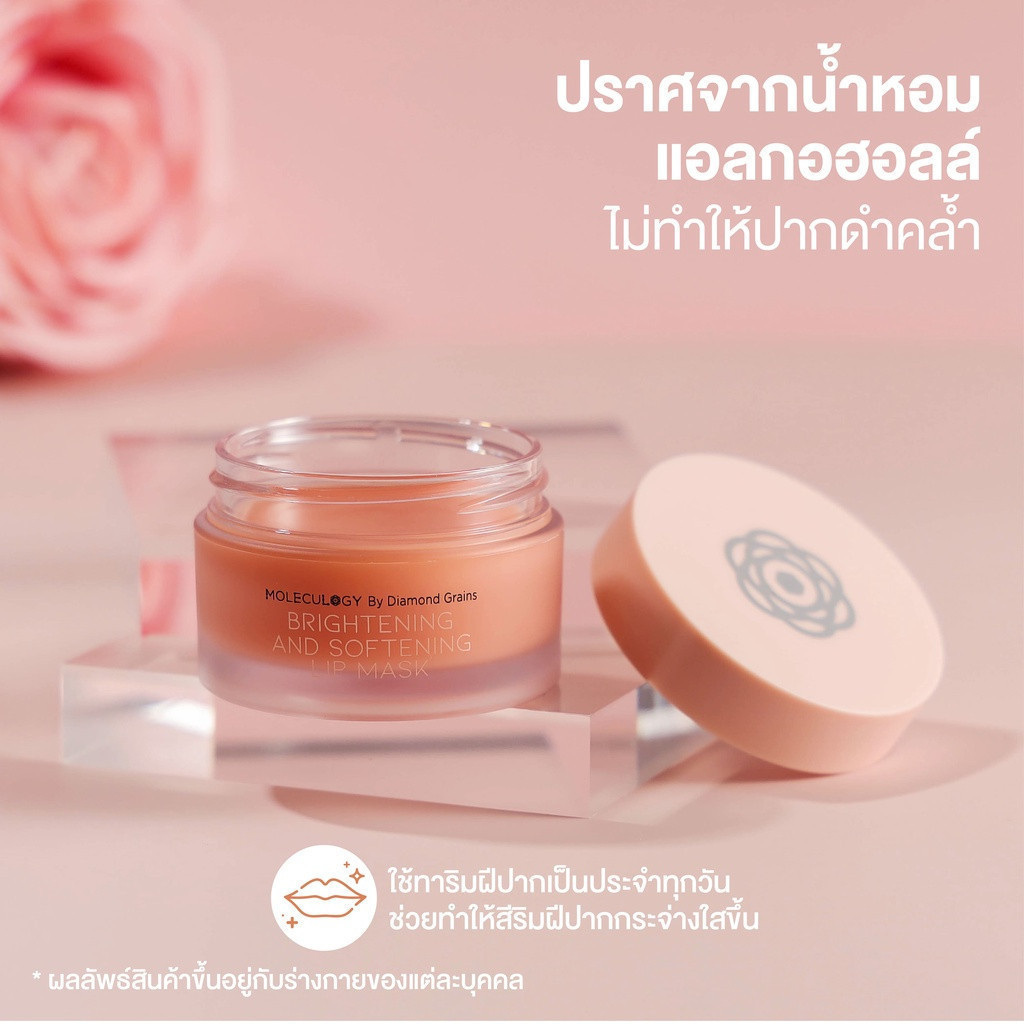 ปราศจากน้ำหอม
แอลกอฮอลล์
ไม่ทำให้ปากดำคล้ำ
MOLECULOGY By Diamond Grains
BRIGHTENING
AND SOFTENING
LIP MASK
ใช้ทาริมฝีปากเป็นประจำทุกวัน
ช่วยทำให้สีริมฝีปากกระจ่างใสขึ้น
* ผลลัพธ์สินค้าขึ้นอยู่กับร่างกายของแต่ละบุคคล